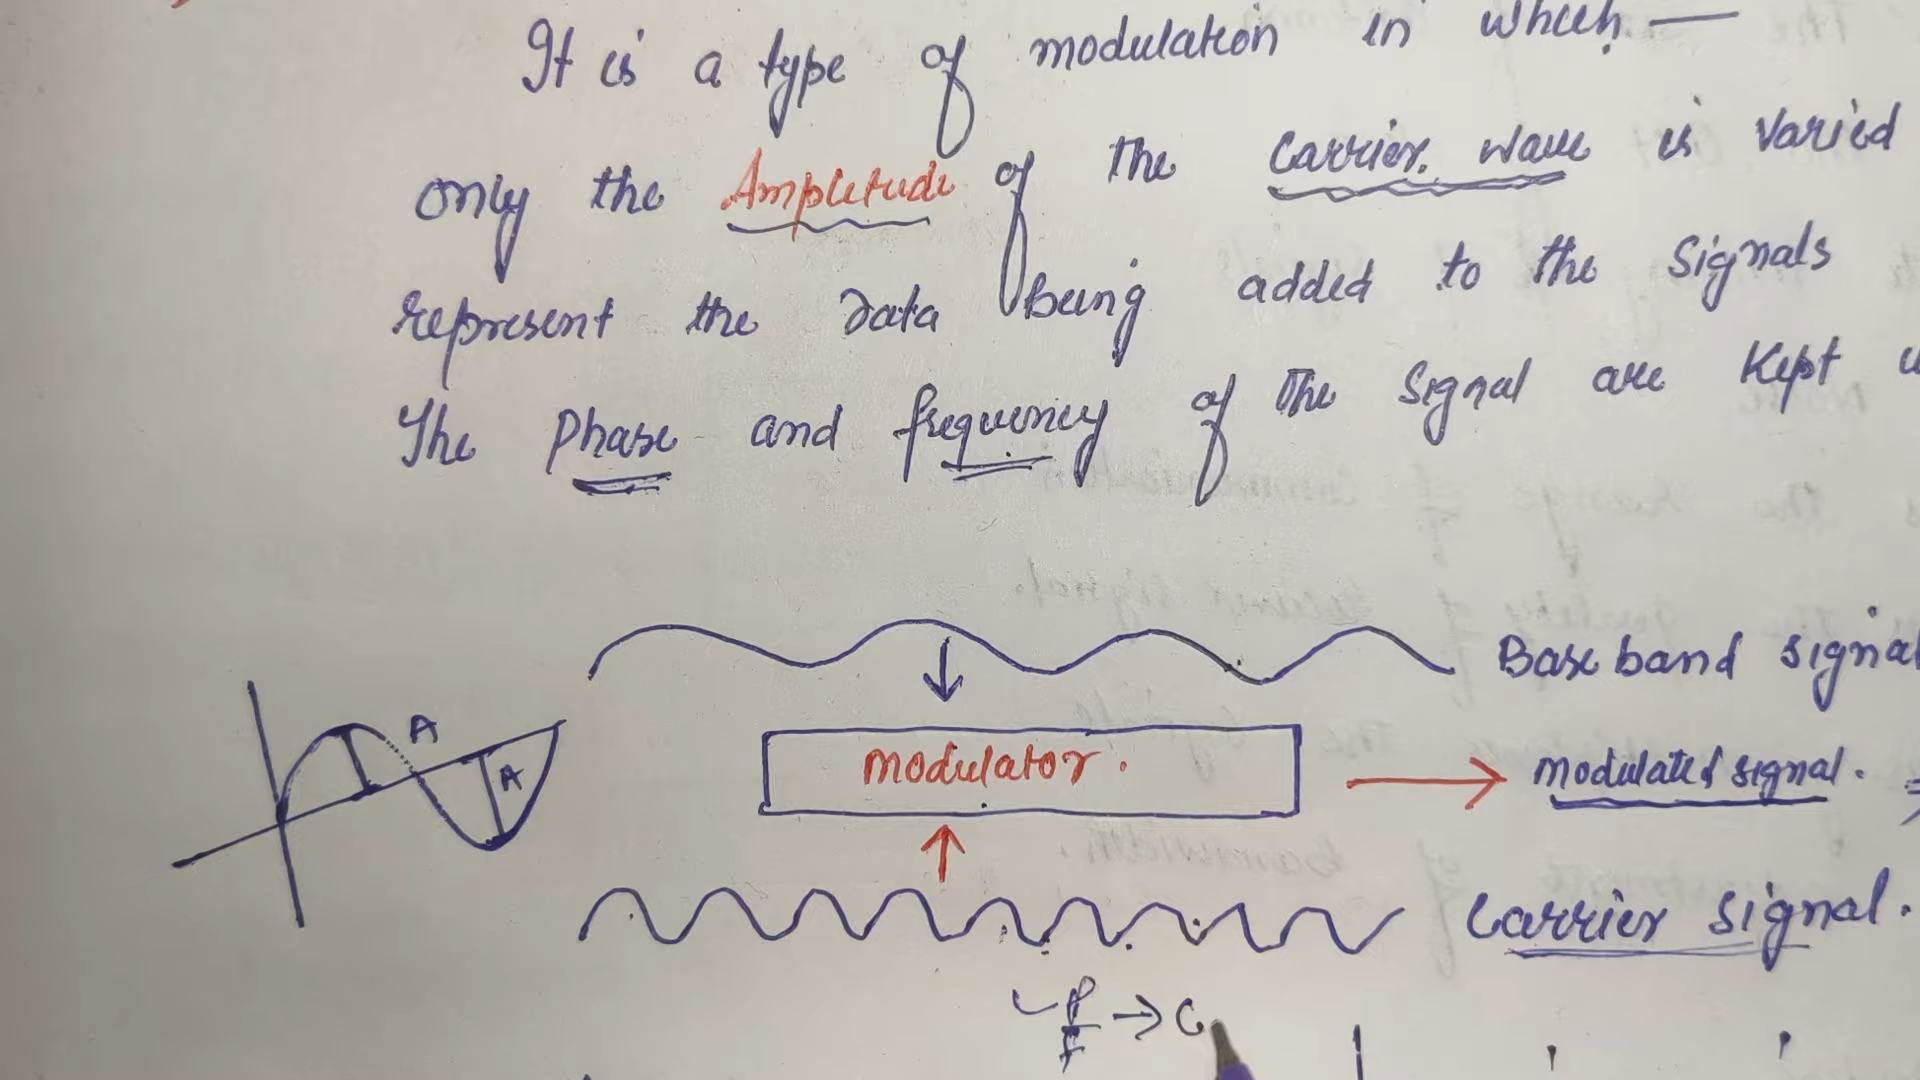 It is a type of modulation in which —
only the Amplitude of the Carrier wave is varied
represent the data being added to the signals
The Phase and frequency of the signal are kept
Base band signal
A
A
modulator.
modulated signal.
Carrier signal.
P
F → C